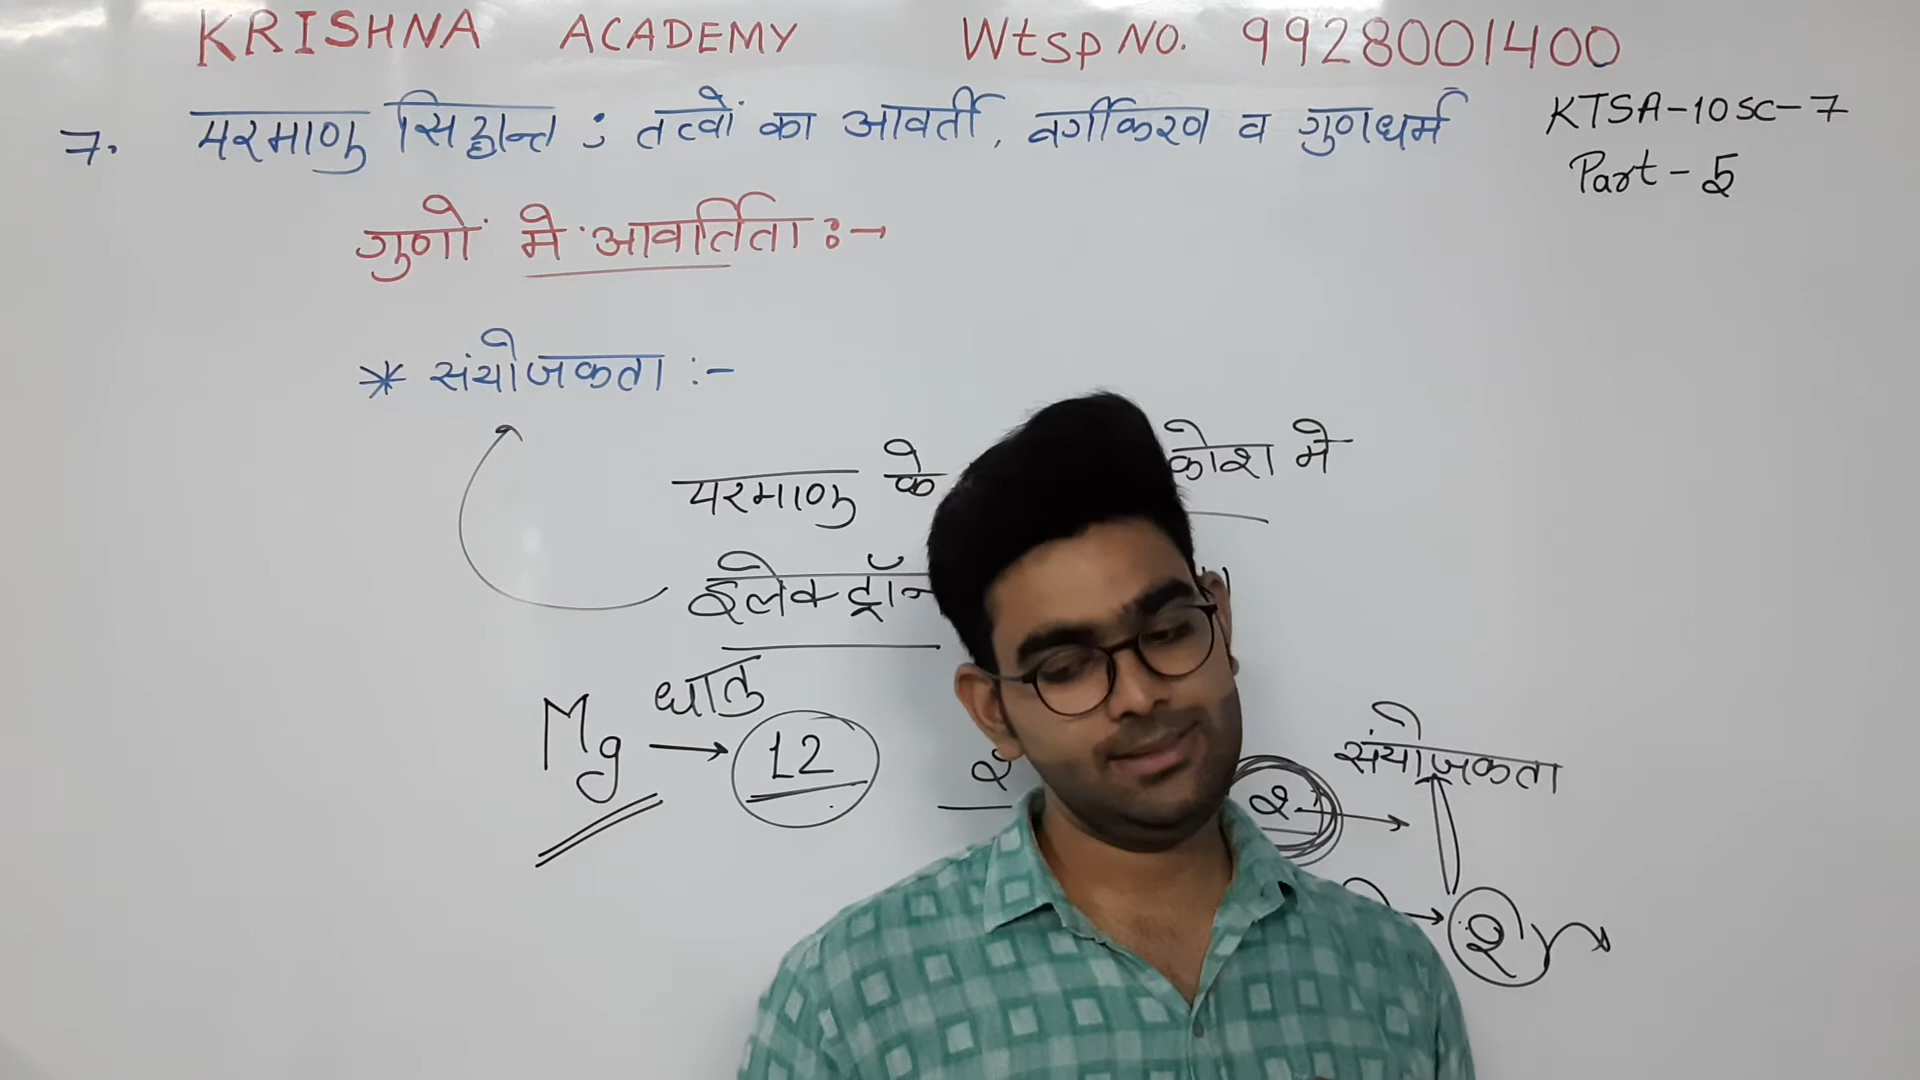 KRISHNA ACADEMY Wtsp NO. 9928001400
7. परमाणु सिद्धान्त : तत्वों का आवर्ती, वर्गीकरण व गुणधर्म
KTSA-10SC-7
Part-5
गुणों में आवर्तिता :→
* संयोजकता :-
परमाणु के कोश में
इलेक्ट्रॉन
Mg धातु → 12 2 2 → संयोजकता
→ 2